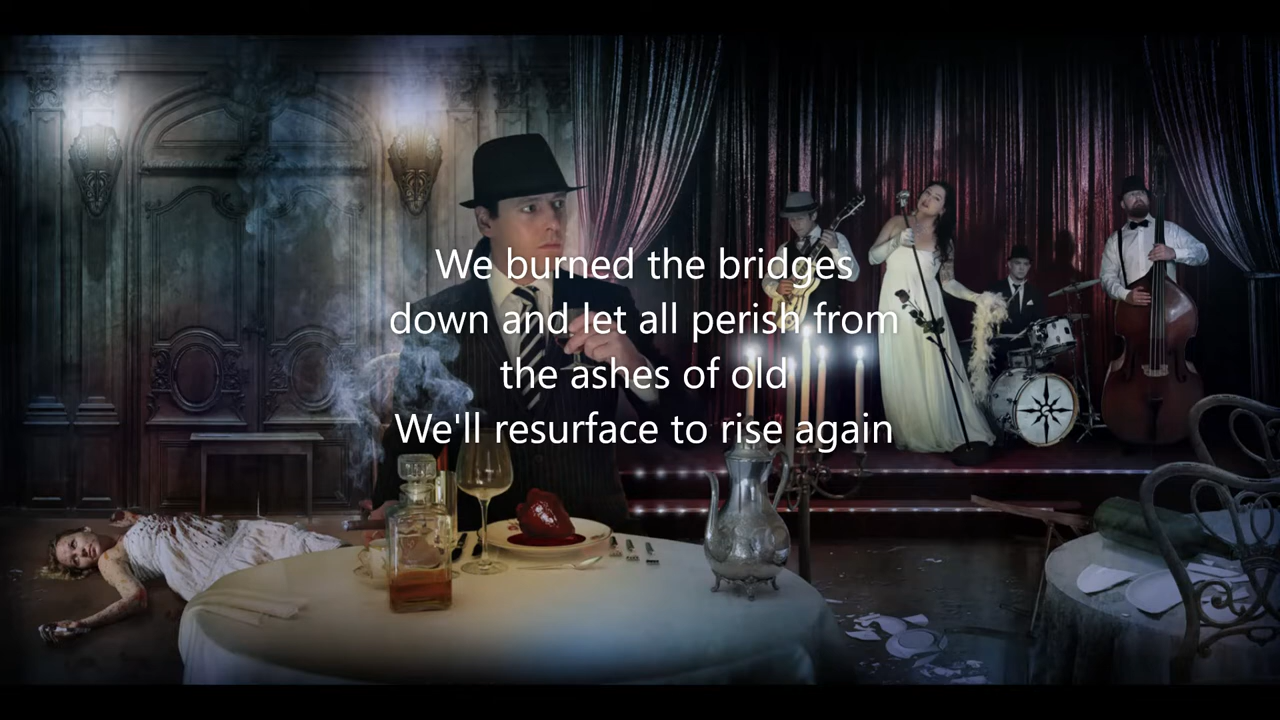 We burned the bridges
down and let all perish from
the ashes of old
We'll resurface to rise again